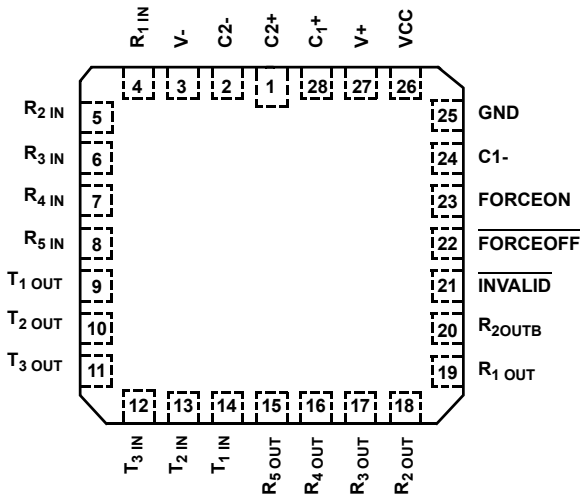 R1 IN
V-
C2-
C2+
C1+
V+
VCC
4
3
2
1
28
27
26
R2 IN
5
R3 IN
6
R4 IN
7
R5 IN
8
T1 OUT
9
T2 OUT
10
T3 OUT
11
25
GND
24
C1-
23
FORCEON
22
FORCEOFF
21
INVALID
20
R2OUTB
19
R1 OUT
12
13
14
15
16
17
18
T3 IN
T2 IN
T1 IN
R5 OUT
R4 OUT
R3 OUT
R2 OUT